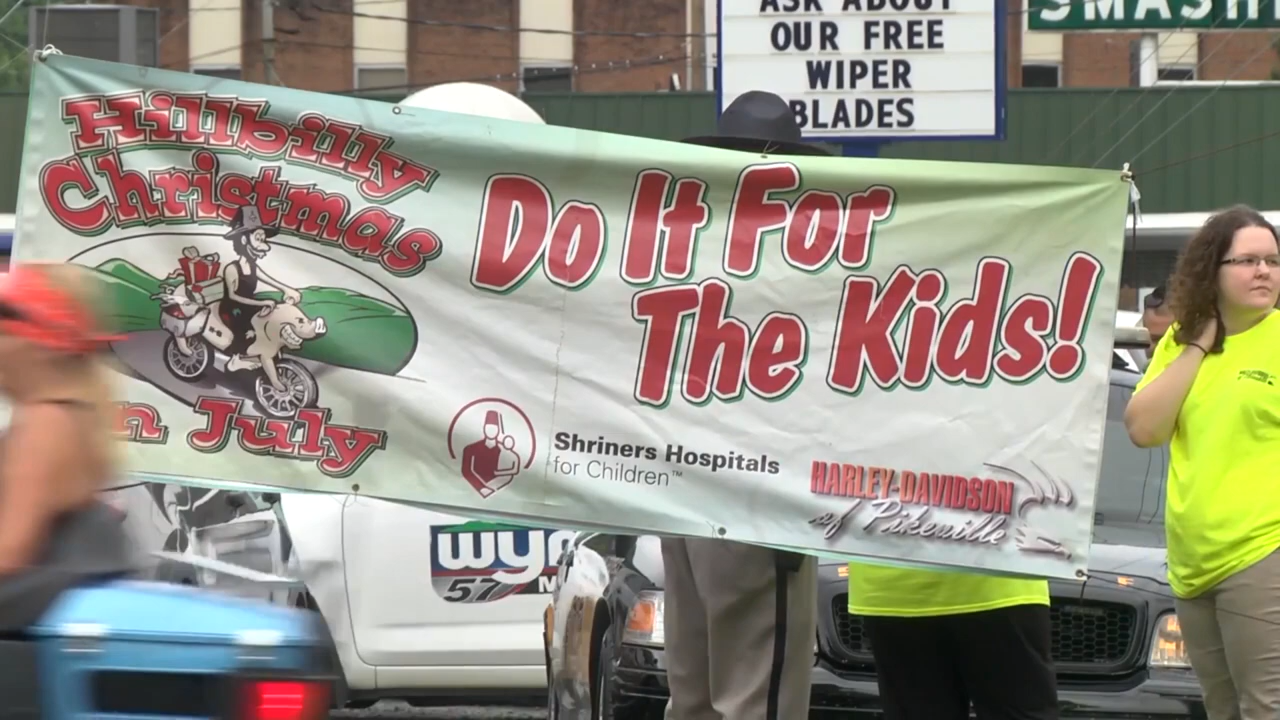 ASK ABOUT
OUR FREE
WIPER
BLADES
SMASH
Hillbilly
Christmas
in July
Do It For
The Kids!
Shriners Hospitals
for Children™
HARLEY-DAVIDSON
of Pikeville
wym
57